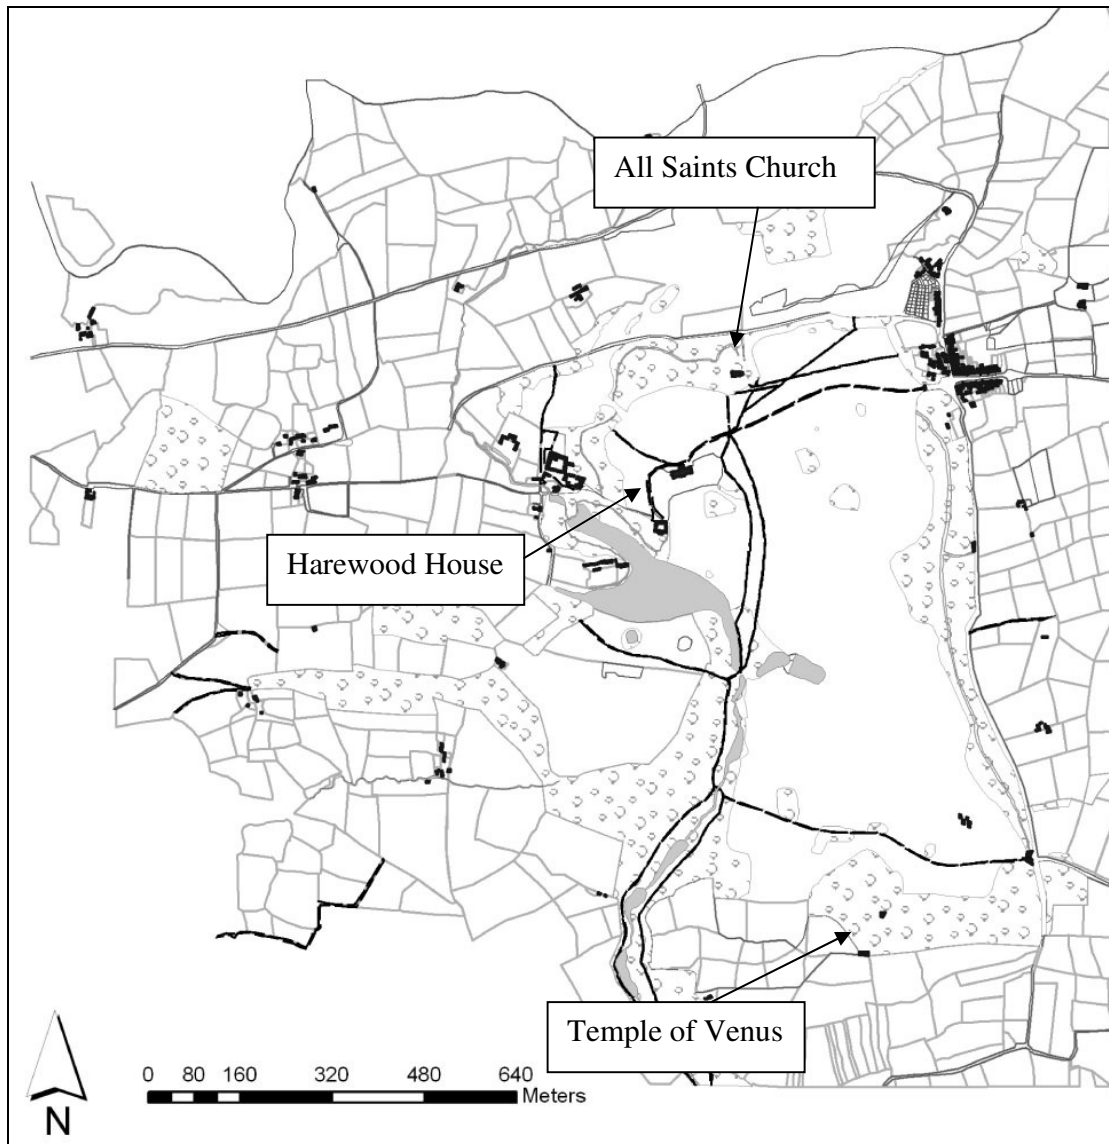 All Saints Church
Harewood House
Temple of Venus
0 80 160 320 480 640
Meters
N